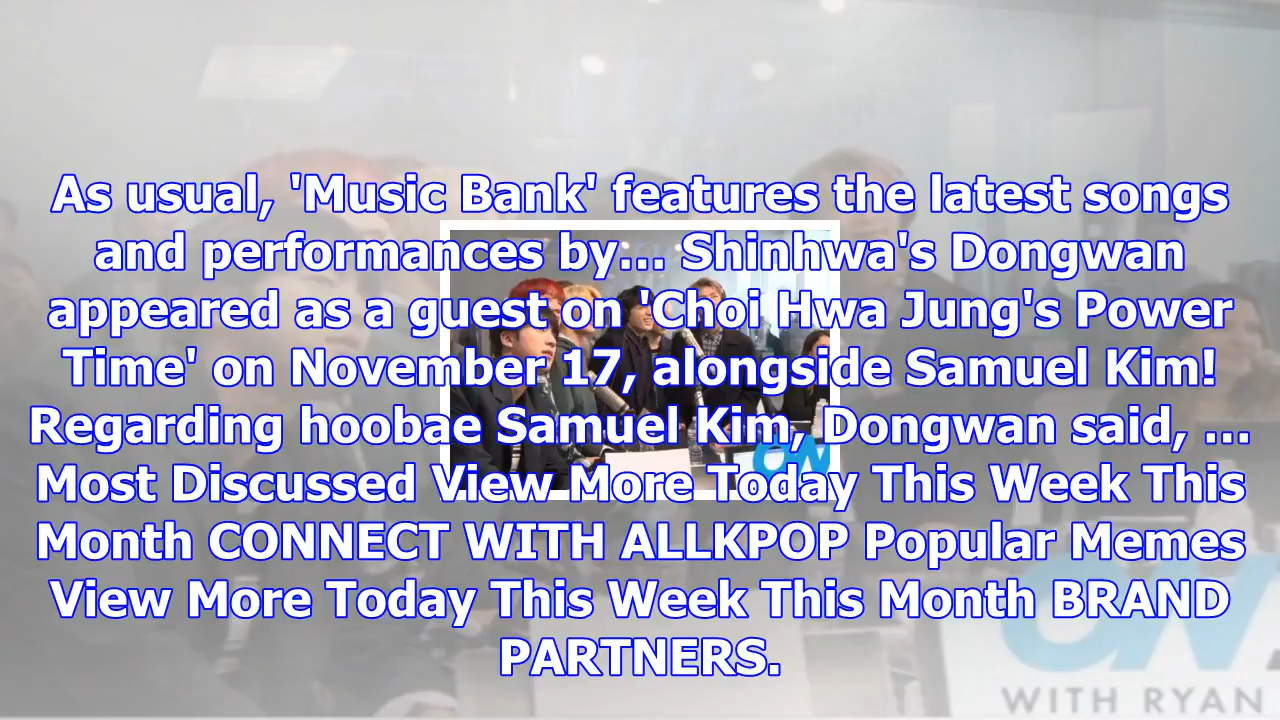 As usual, 'Music Bank' features the latest songs
and performances by... Shinhwa's Dongwan
appeared as a guest on 'Choi Hwa Jung's Power
Time' on November 17, alongside Samuel Kim!
Regarding hoobae Samuel Kim, Dongwan said, ...
Most Discussed View More Today This Week This
Month CONNECT WITH ALLKPOP Popular Memes
View More Today This Week This Month BRAND
PARTNERS.
ON
ON
WITH RYAN